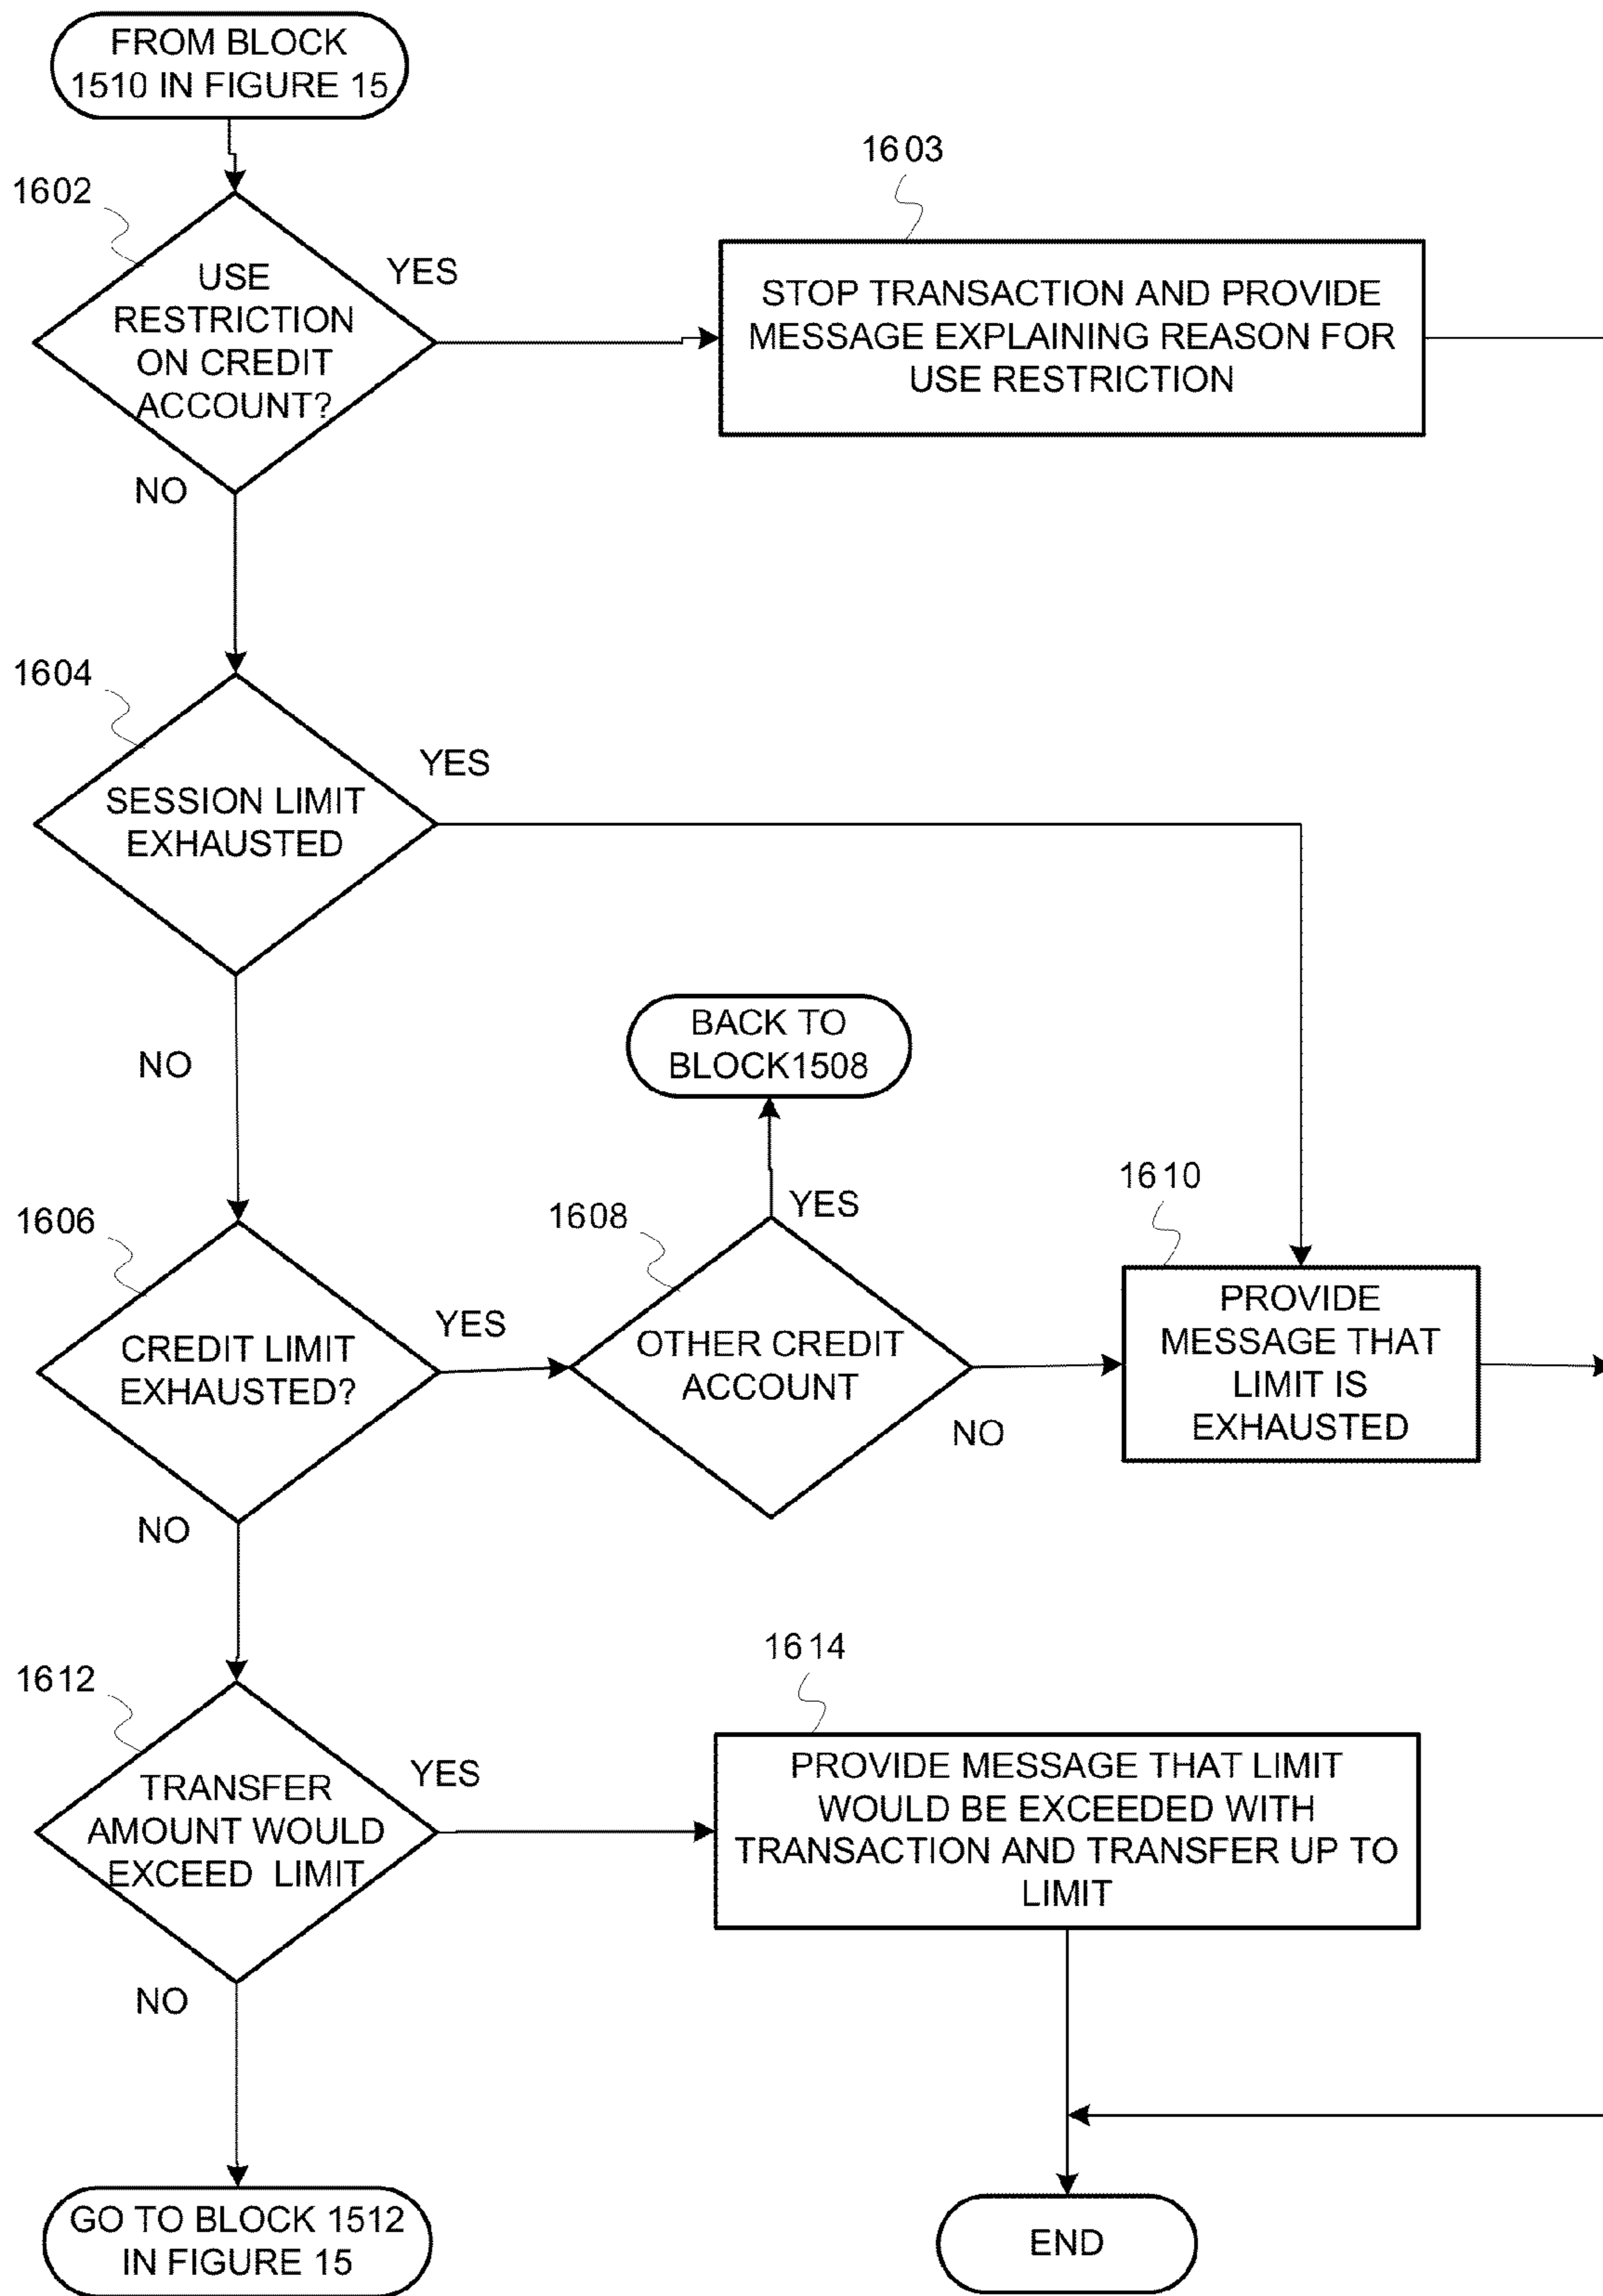 FROM BLOCK
1510 IN FIGURE 15
1602
USE
RESTRICTION
ON CREDIT
ACCOUNT?
YES
NO
1603
STOP TRANSACTION AND PROVIDE
MESSAGE EXPLAINING REASON FOR
USE RESTRICTION
1604
SESSION LIMIT
EXHAUSTED
YES
NO
BACK TO
BLOCK1508
1606
CREDIT LIMIT
EXHAUSTED?
YES
NO
1608
YES
OTHER CREDIT
ACCOUNT
NO
1610
PROVIDE
MESSAGE THAT
LIMIT IS
EXHAUSTED
1612
TRANSFER
AMOUNT WOULD
EXCEED  LIMIT
YES
NO
1614
PROVIDE MESSAGE THAT LIMIT
WOULD BE EXCEEDED WITH
TRANSACTION AND TRANSFER UP TO
LIMIT
GO TO BLOCK 1512
IN FIGURE 15
END